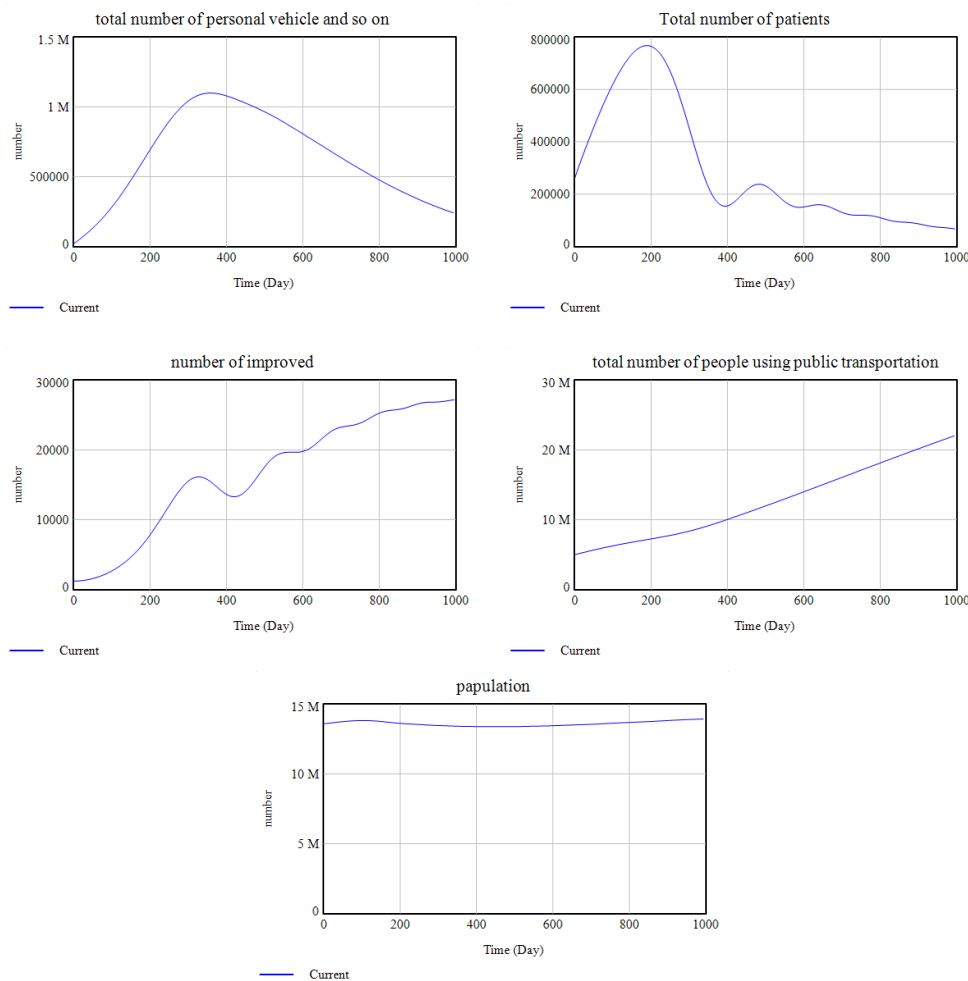 total number of personal vehicle and so on
1.5 M
1 M
500000
0
number
0 200 400 600 800 1000
Time (Day)
Current
Total number of patients
800000
600000
400000
200000
0
number
0 200 400 600 800 1000
Time (Day)
Current
number of improved
30000
20000
10000
0
number
0 200 400 600 800 1000
Time (Day)
Current
total number of people using public transportation
30 M
20 M
10 M
0
number
0 200 400 600 800 1000
Time (Day)
Current
papulation
15 M
10 M
5 M
0
number
0 200 400 600 800 1000
Time (Day)
Current